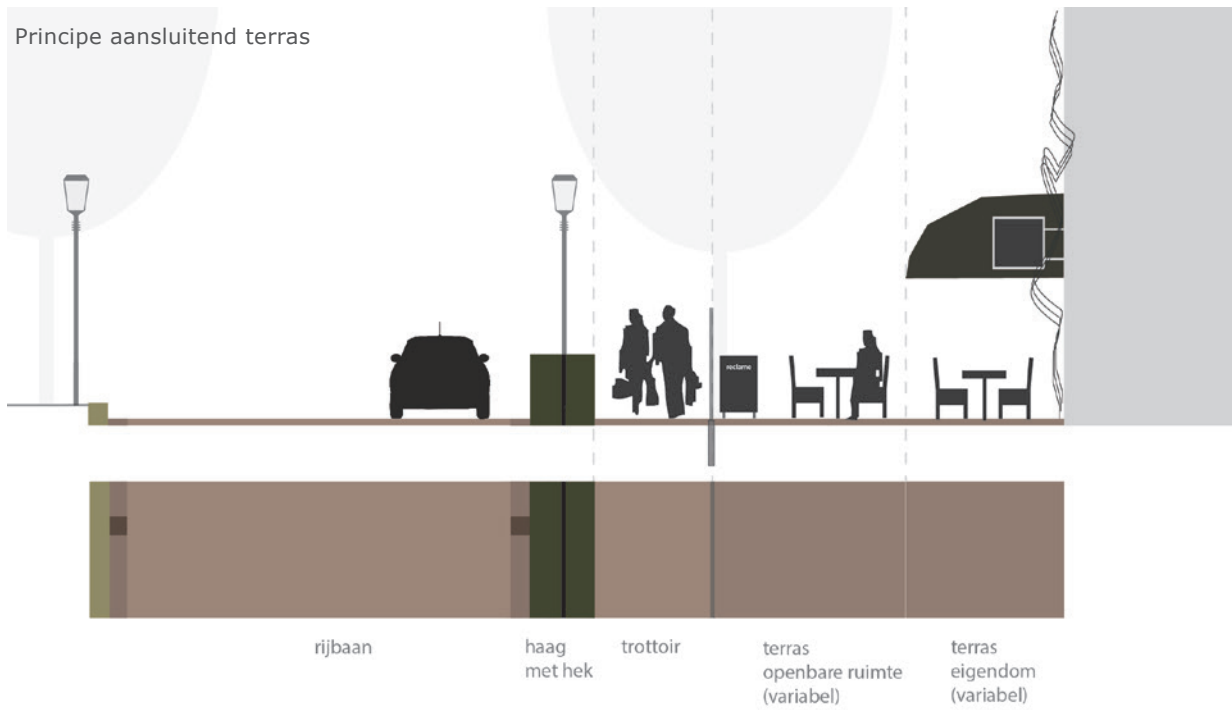 Principe aansluitend terras
reclame
rijbaan
haag
met hek
trottoir
terras
openbare ruimte
(variabel)
terras
eigendom
(variabel)